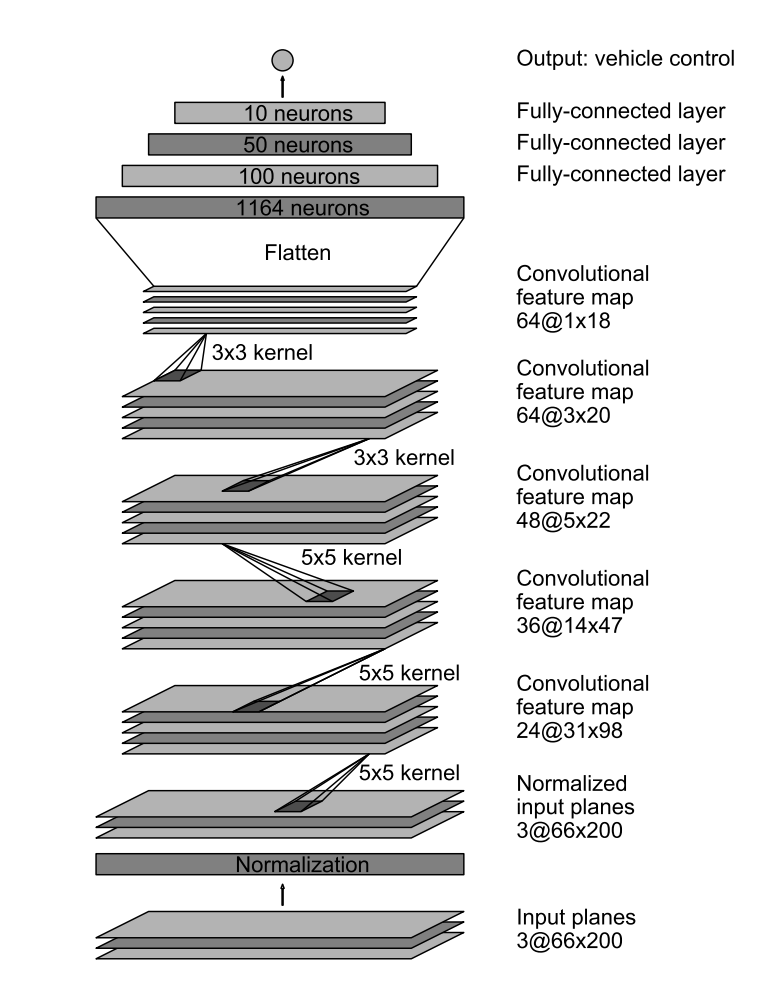 Output: vehicle control
10 neurons
Fully-connected layer
50 neurons
Fully-connected layer
100 neurons
Fully-connected layer
1164 neurons
Flatten
Convolutional
feature map
64@1x18
3x3 kernel
Convolutional
feature map
64@3x20
3x3 kernel
Convolutional
feature map
48@5x22
5x5 kernel
Convolutional
feature map
36@14x47
5x5 kernel
Convolutional
feature map
24@31x98
5x5 kernel
Normalized
input planes
3@66x200
Normalization
Input planes
3@66x200